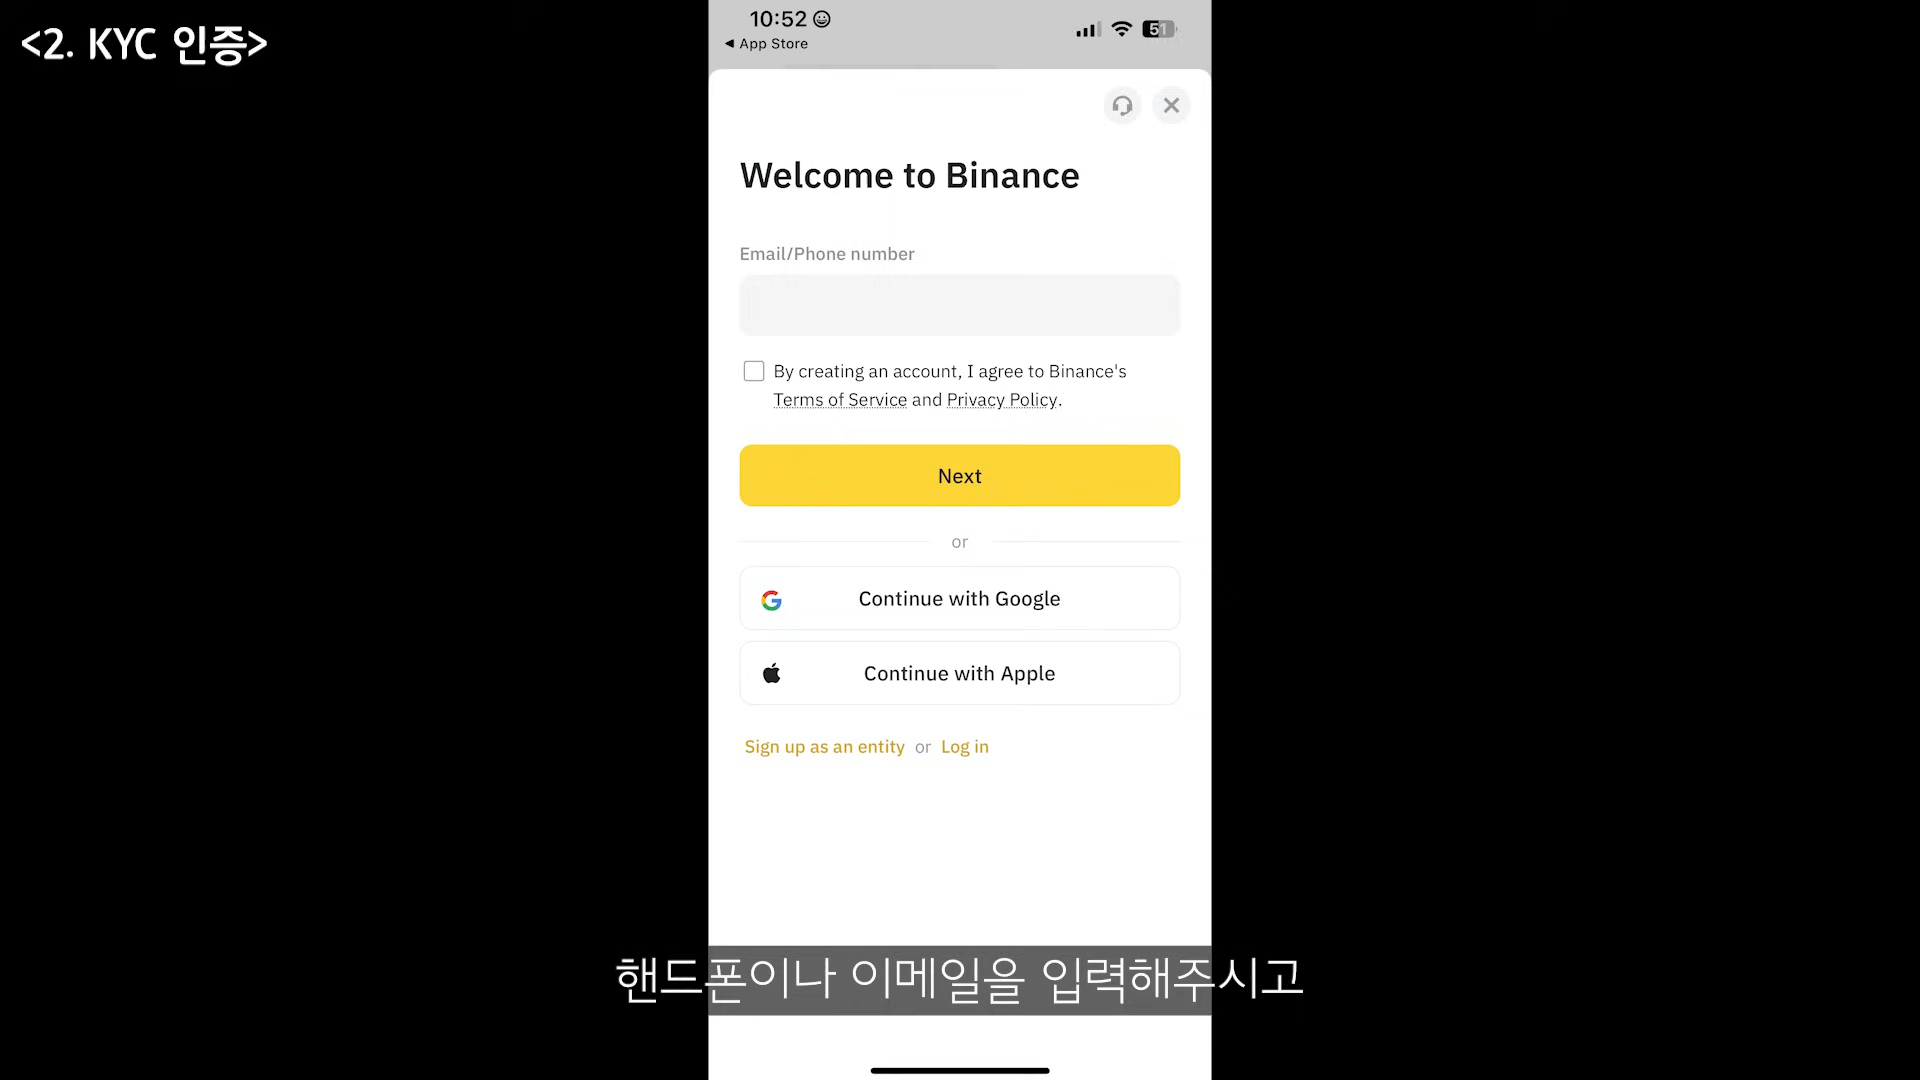 <2. KYC 인증>
10:52
App Store
51
Welcome to Binance
Email/Phone number
By creating an account, I agree to Binance's
Terms of Service and Privacy Policy.
Next
or
Continue with Google
Continue with Apple
Sign up as an entity or Log in
핸드폰이나 이메일을 입력해주시고